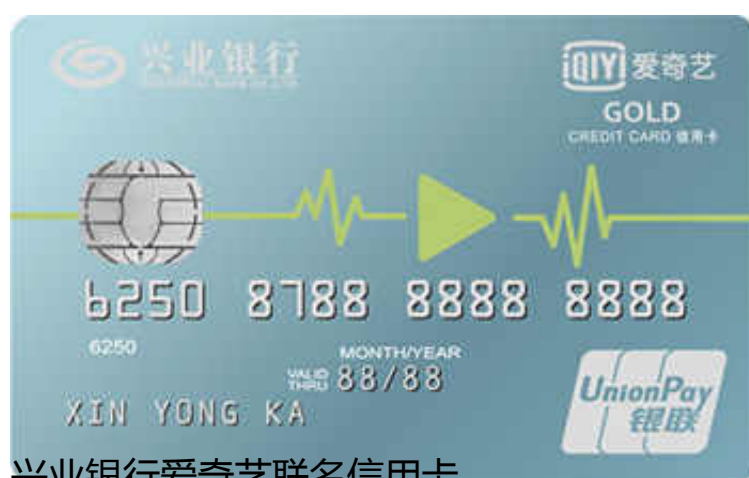 兴业银行
iQIY 爱奇艺
GOLD
CREDIT CARD 信用卡
6250 8788 8888 8888
6250
MONTH/YEAR
VALID THRU 88/88
XIN YONG KA
UnionPay
银联
兴业银行爱奇艺联名信用卡